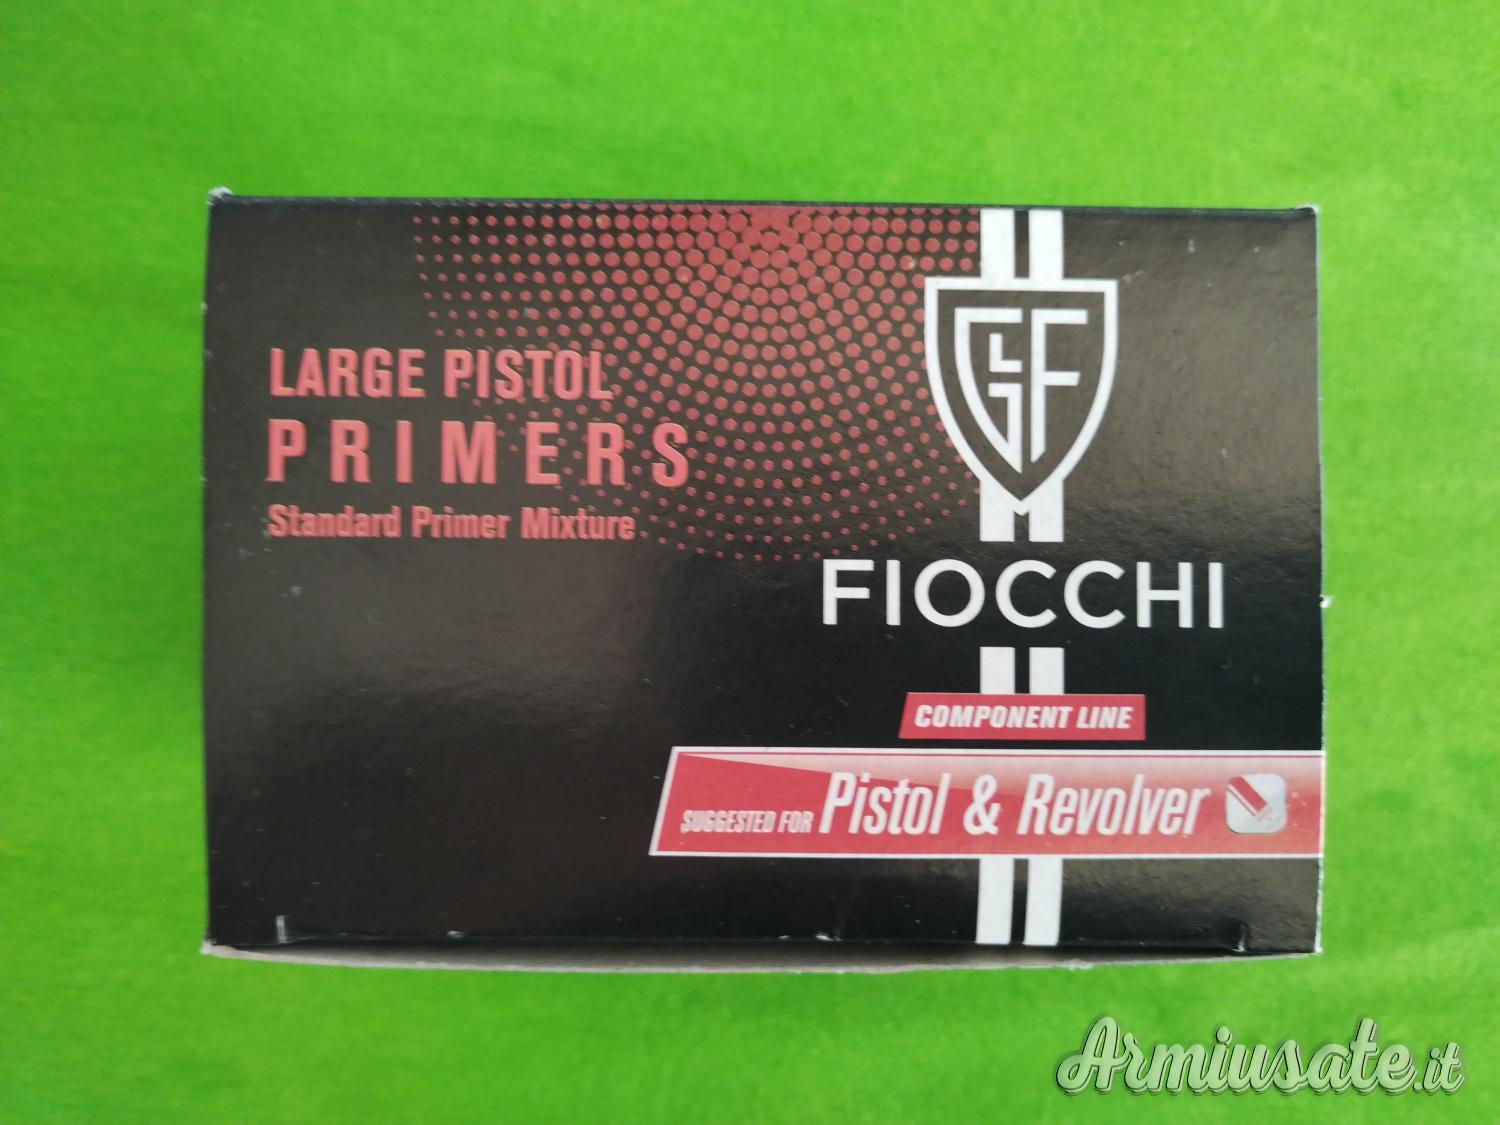 LARGE PISTOL
PRIMERS
Standard Primer Mixture
GF
FIOCCHI
COMPONENT LINE
SUGGESTED FOR Pistol & Revolver
Armiusate.it